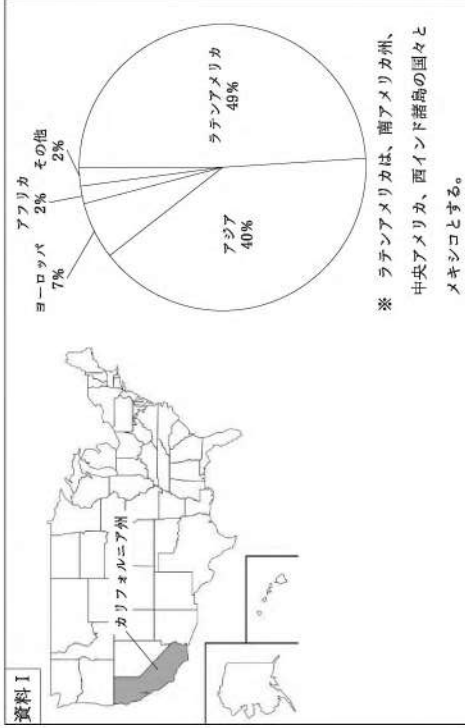 資料Ⅰ
カリフォルニア州
ラテンアメリカ
49%
アジア
40%
ヨーロッパ
7%
アフリカ
2%
その他
2%
※ ラテンアメリカは、南アメリカ州、
中央アメリカ、西インド諸島の国々と
メキシコとする。